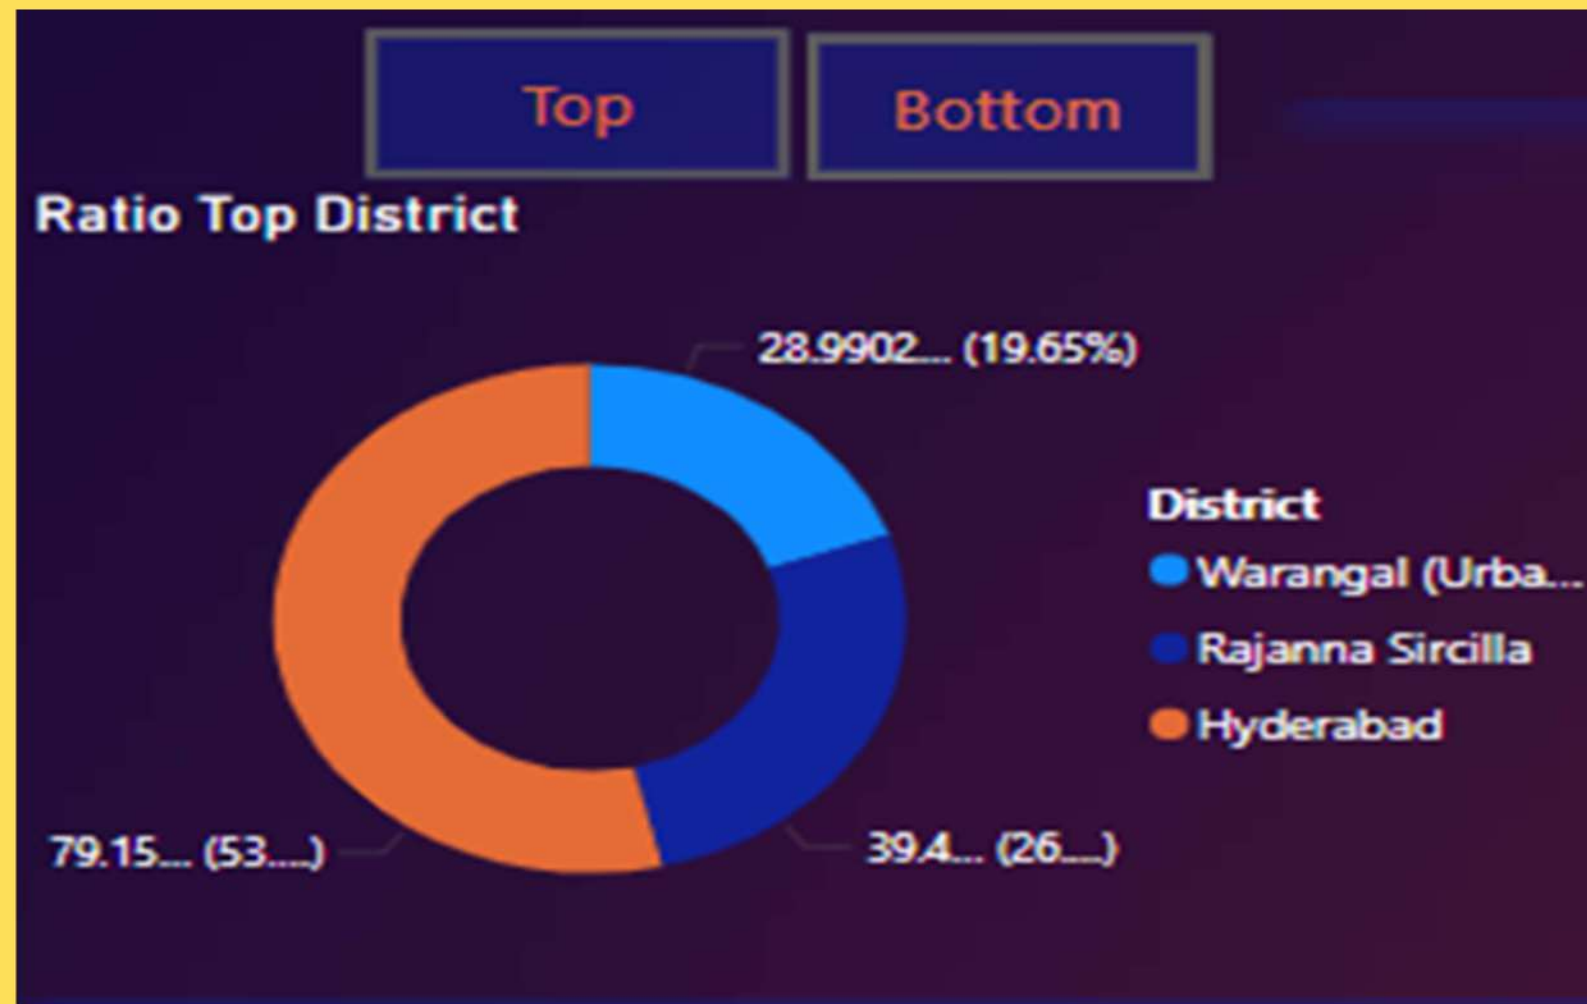 Top
Bottom
Ratio Top District
28.9902... (19.65%)
District
Warangal (Urba...
Rajanna Sircilla
Hyderabad
79.15... (53....)
39.4... (26....)